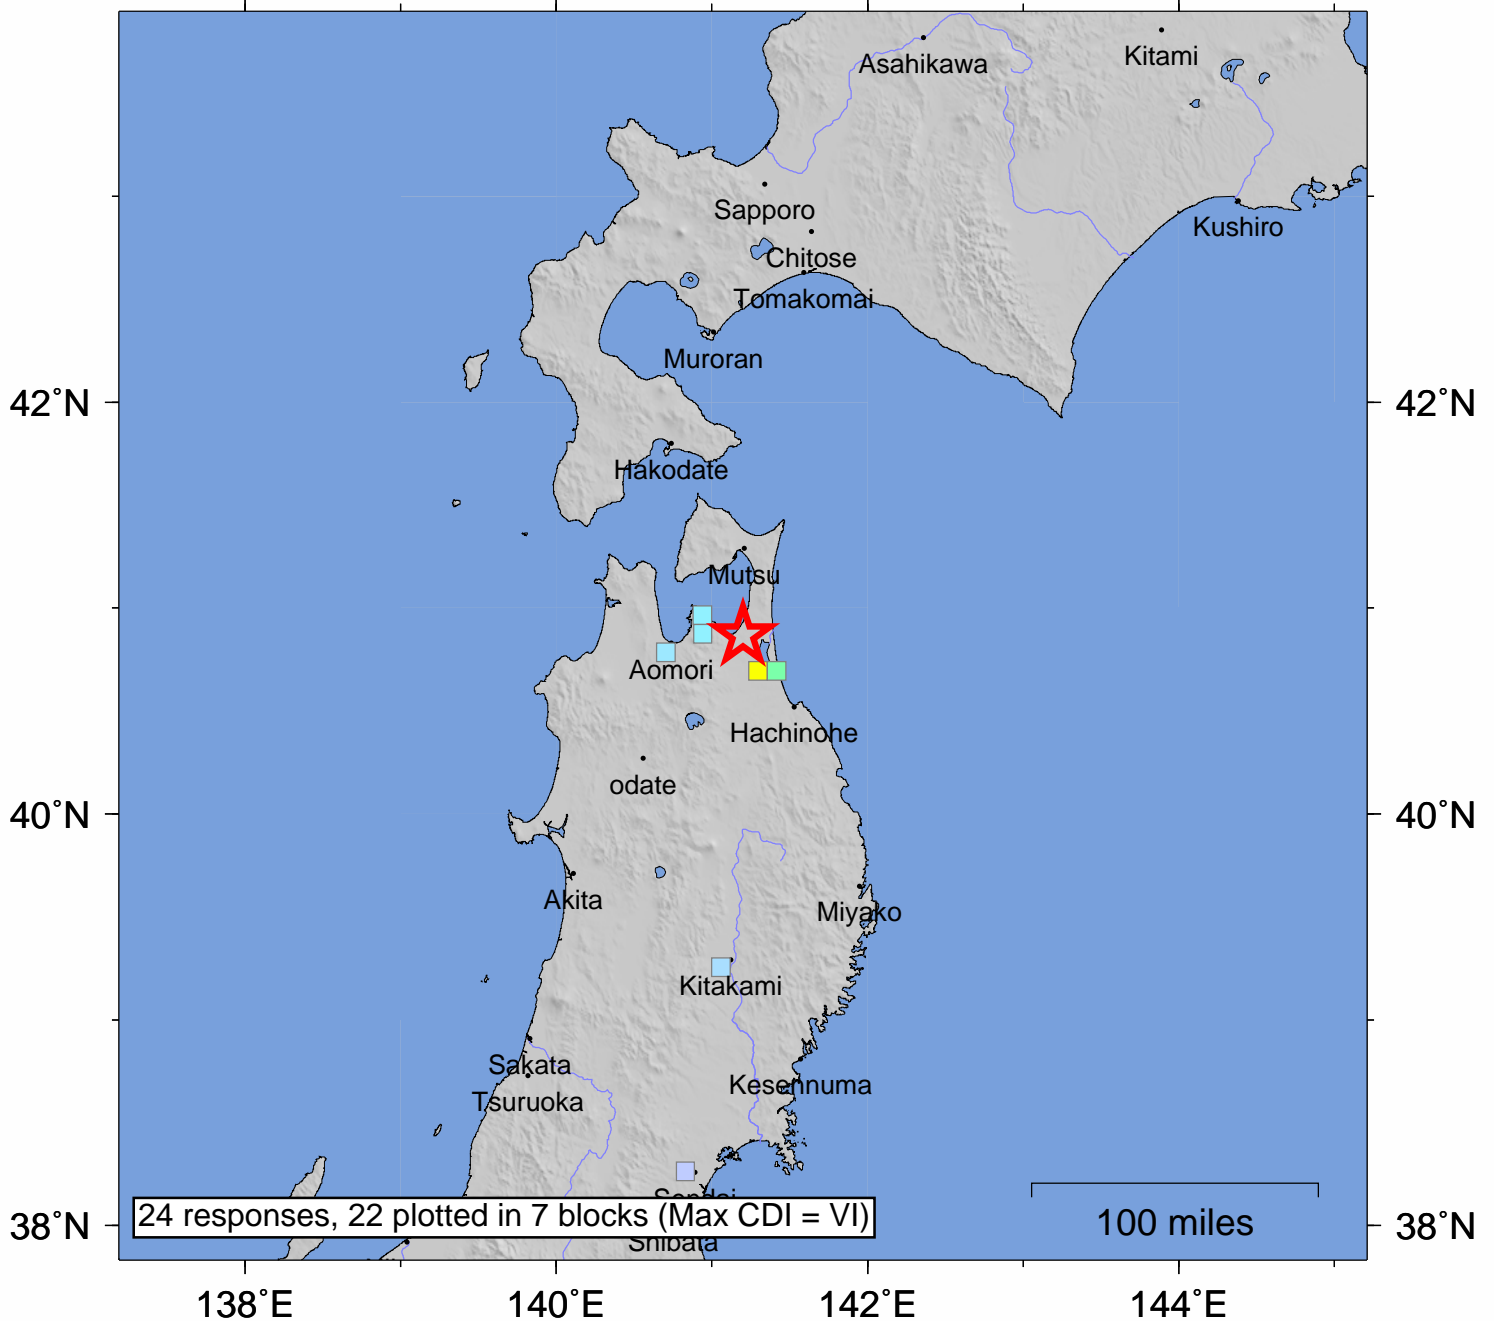 Asahikawa
Kitami
Sapporo
Kushiro
Chitose
Tomakomai
Muroran
42°N
42°N
Hakodate
Mutsu
Aomori
Hachinohe
odate
40°N
40°N
Akita
Miyako
Kitakami
Sakata
Kesennuma
Tsuruoka
Sendai
24 responses, 22 plotted in 7 blocks (Max CDI = VI)
38°N
100 miles
38°N
Shibata
138°E
140°E
142°E
144°E